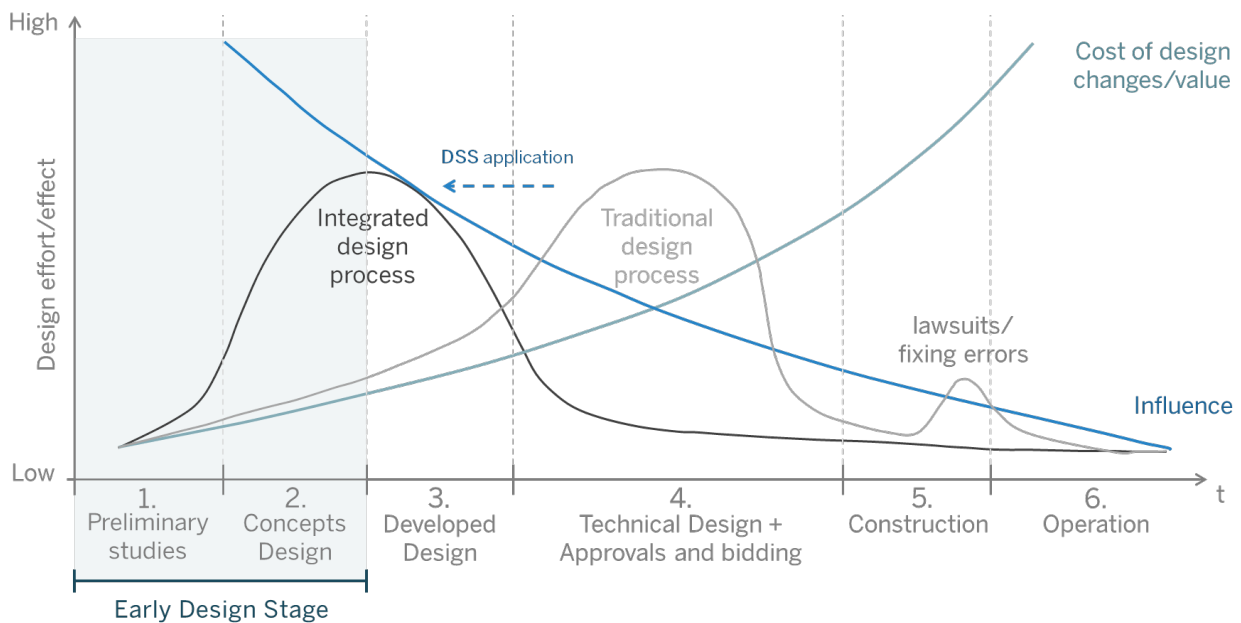 High
Cost of design
changes/value
DSS application
Design effort/effect
Integrated
design
process
Traditional
design
process
lawsuits/
fixing errors
Influence
Low
t
1.
Preliminary
studies
2.
Concepts
Design
3.
Developed
Design
4.
Technical Design +
Approvals and bidding
5.
Construction
6.
Operation
Early Design Stage